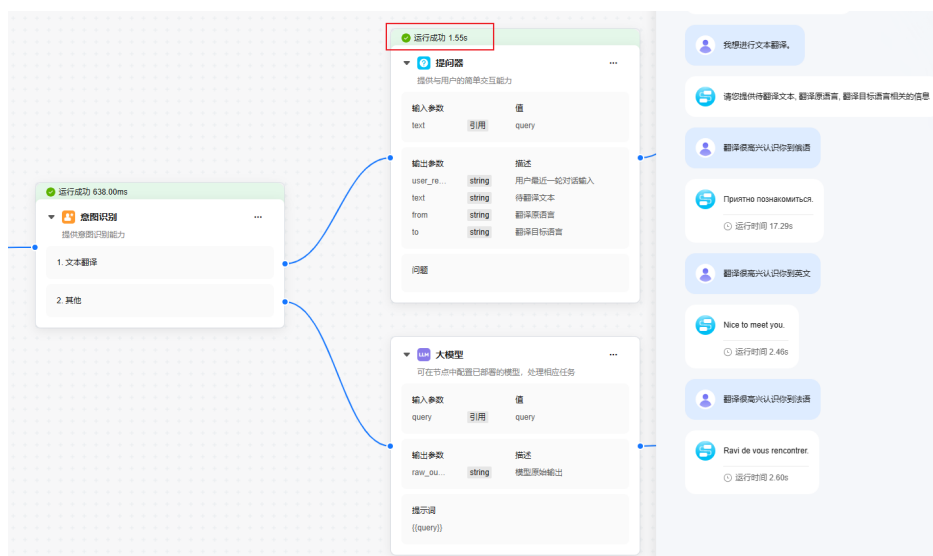 运行成功 638.00ms
意图识别
提供意图识别能力
1. 文本翻译
2. 其他
运行成功 1.55s
提问器
提供与用户的简单交互能力
输入参数 值
text 引用 query
输出参数 描述
user_re... string 用户最近一轮对话输入
text string 待翻译文本
from string 翻译原语言
to string 翻译目标语言
问题
LLM 大模型
可在节点中配置已部署的模型，处理相应任务
输入参数 值
query 引用 query
输出参数 描述
raw_ou... string 模型原始输出
提示词
{{query}}
我想进行文本翻译。
请您提供待翻译文本, 翻译原语言, 翻译目标语言相关的信息
翻译很高兴认识你到俄语
Приятно познакомиться.
运行时间 17.29s
翻译很高兴认识你到英文
Nice to meet you.
运行时间 2.46s
翻译很高兴认识你到法语
Ravi de vous rencontrer.
运行时间 2.60s